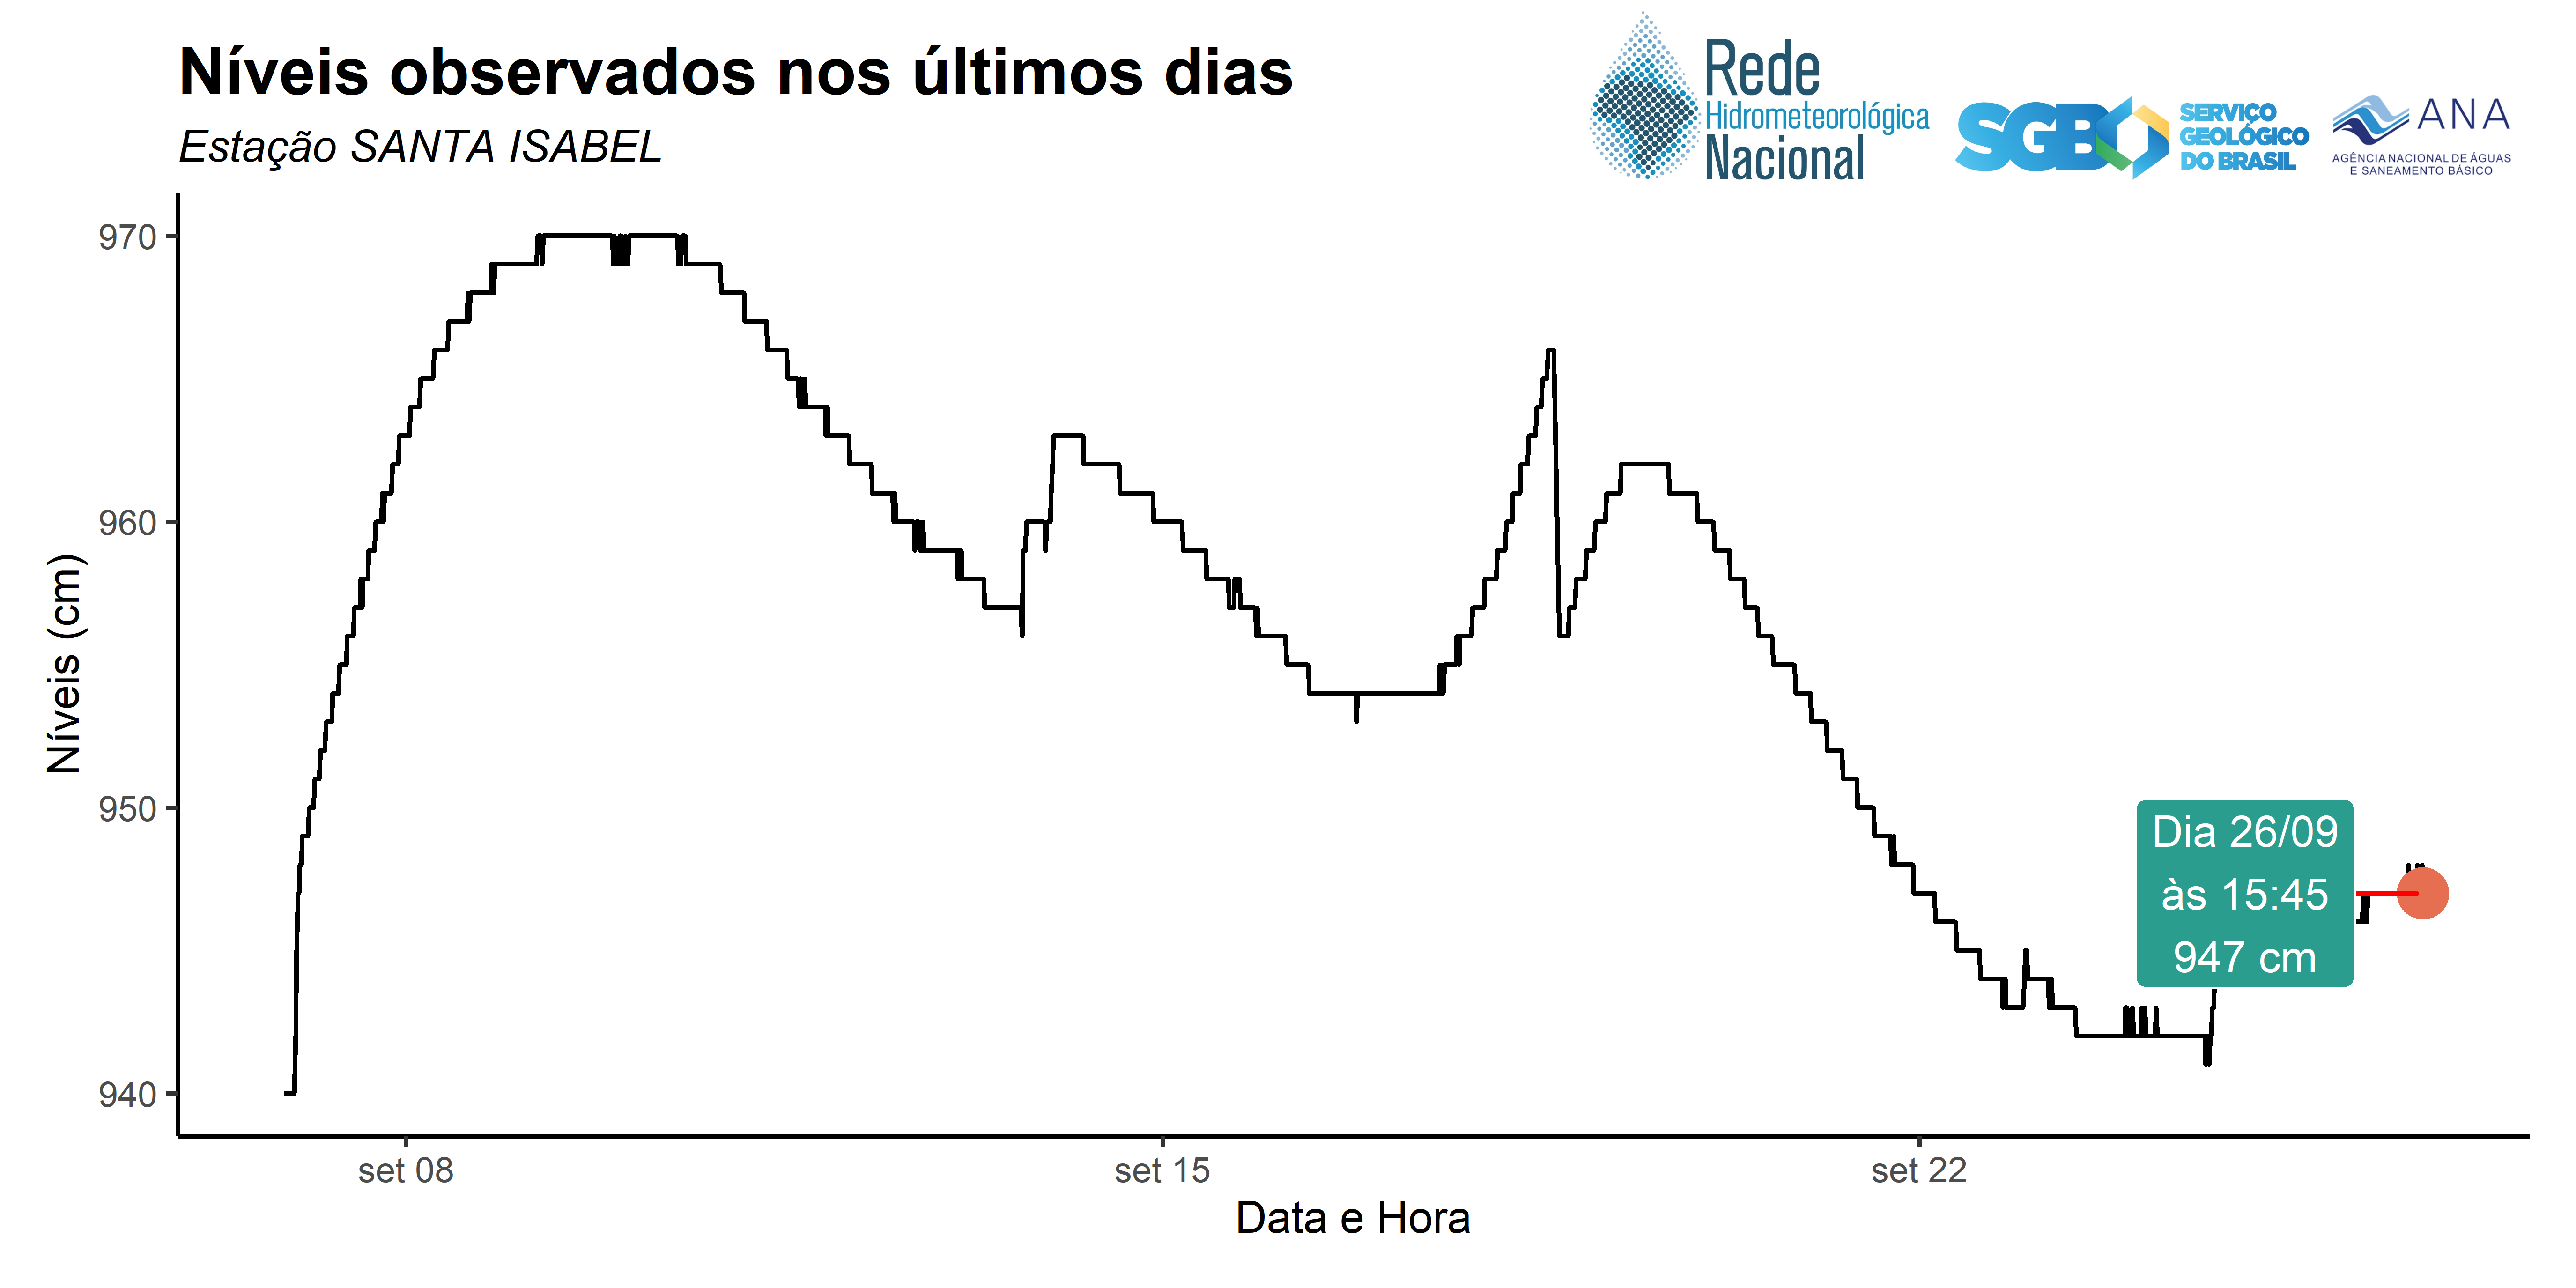 Níveis observados nos últimos dias
Estação SANTA ISABEL
Rede
Hidrometeorológica
Nacional
SGB
SERVIÇO
GEOLÓGICO
DO BRASIL
ANA
AGÊNCIA NACIONAL DE ÁGUAS
E SANEAMENTO BÁSICO
Níveis (cm)
970
960
950
940
Dia 26/09
às 15:45
947 cm
set 08
set 15
set 22
Data e Hora